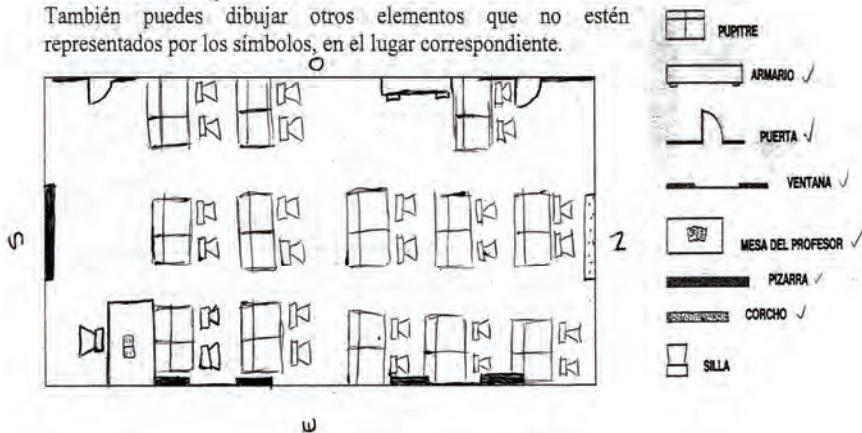 También puedes dibujar otros elementos que no estén
representados por los símbolos, en el lugar correspondiente.
O
S
N
E
PUPITRE
ARMARIO ✓
PUERTA ✓
VENTANA ✓
MESA DEL PROFESOR ✓
PIZARRA ✓
CORCHO ✓
SILLA